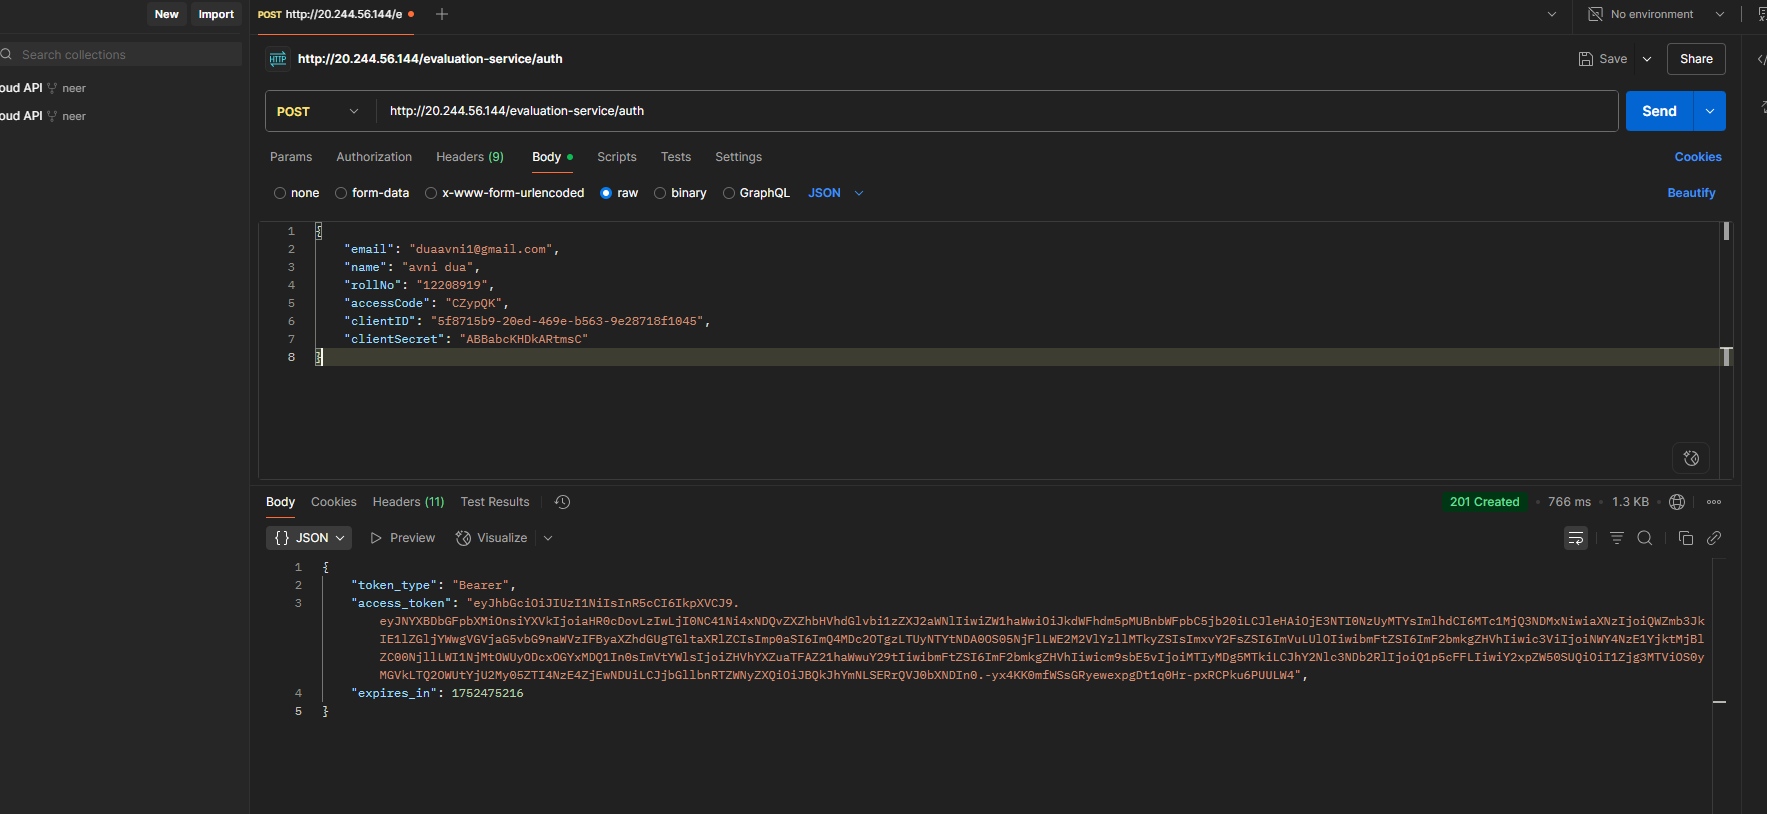 New Import
POST http://20.244.56.144/e
No environment
Search collections
http://20.244.56.144/evaluation-service/auth
Save Share
oud API neer
oud API neer
POST http://20.244.56.144/evaluation-service/auth Send
Params Authorization Headers (9) Body Scripts Tests Settings Cookies
none form-data x-www-form-urlencoded raw binary GraphQL JSON Beautify
1 {
2 "email": "duaavni1@gmail.com",
3 "name": "avni dua",
4 "rollNo": "12208919",
5 "accessCode": "CZypQK",
6 "clientID": "5f8715b9-20ed-469e-b563-9e28718f1045",
7 "clientSecret": "ABBabcKHDkARtmsC"
8 }
Body Cookies Headers (11) Test Results 201 Created 766 ms 1.3 KB
{} JSON Preview Visualize
1 {
2 "token_type": "Bearer",
3 "access_token": "eyJhbGciOiJIUzI1NiIsInR5cCI6IkpXVCJ9.
4 "expires_in": 1752475216
5 }